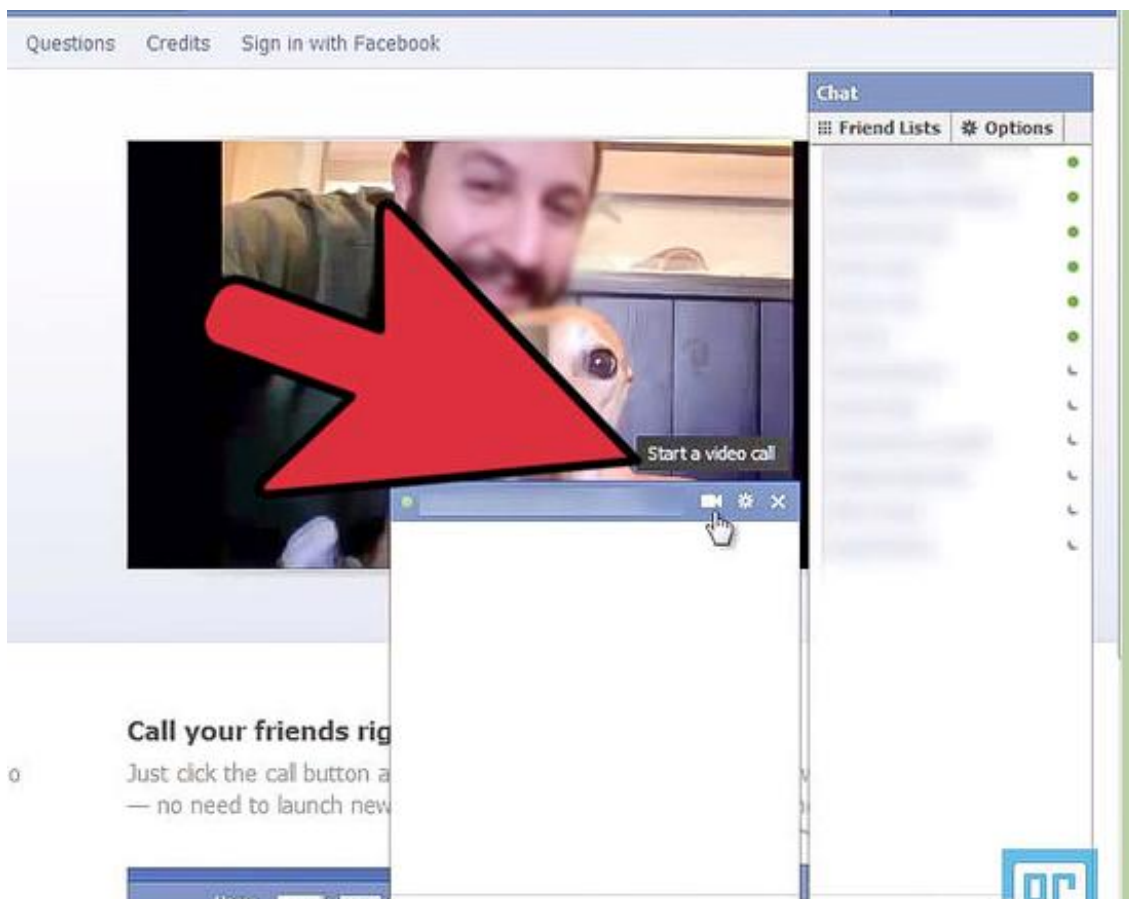 Questions Credits Sign in with Facebook
Chat
Friend Lists Options
Start a video call
Call your friends rig
Just click the call button a
— no need to launch new